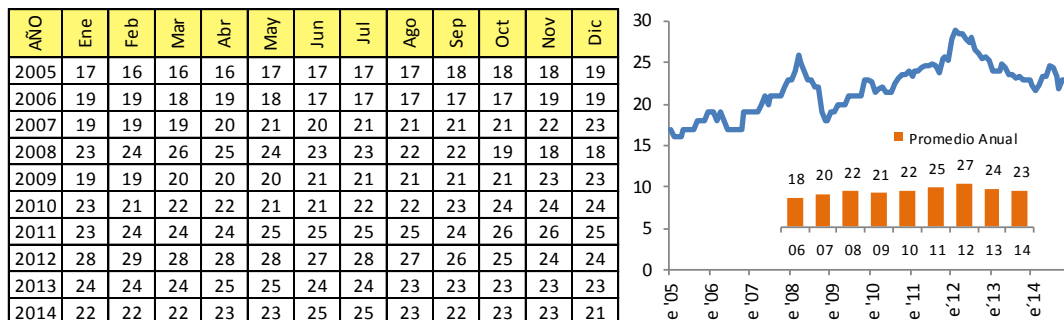 AÑO Ene Feb Mar Abr May Jun Jul Ago Sep Oct Nov Dic
2005 17 16 16 16 17 17 17 17 18 18 18 19
2006 19 19 18 19 18 17 17 17 17 17 19 19
2007 19 19 19 20 21 20 21 21 21 21 22 23
2008 23 24 26 25 24 23 23 22 22 19 18 18
2009 19 19 20 20 20 21 21 21 21 21 23 23
2010 23 21 22 22 21 21 22 22 23 24 24 24
2011 23 24 24 24 25 25 25 25 24 26 26 25
2012 28 29 28 28 28 27 28 27 26 25 24 24
2013 24 24 24 25 25 24 24 23 23 23 23 23
2014 22 22 22 23 23 25 25 23 22 23 23 21
30
25
20
15
10
5
0
Promedio Anual
18 20 22 21 22 25 27 24 23
06 07 08 09 10 11 12 13 14
e '05 e '06 e '07 e '08 e '09 e '10 e '11 e´12 e´13 e´14